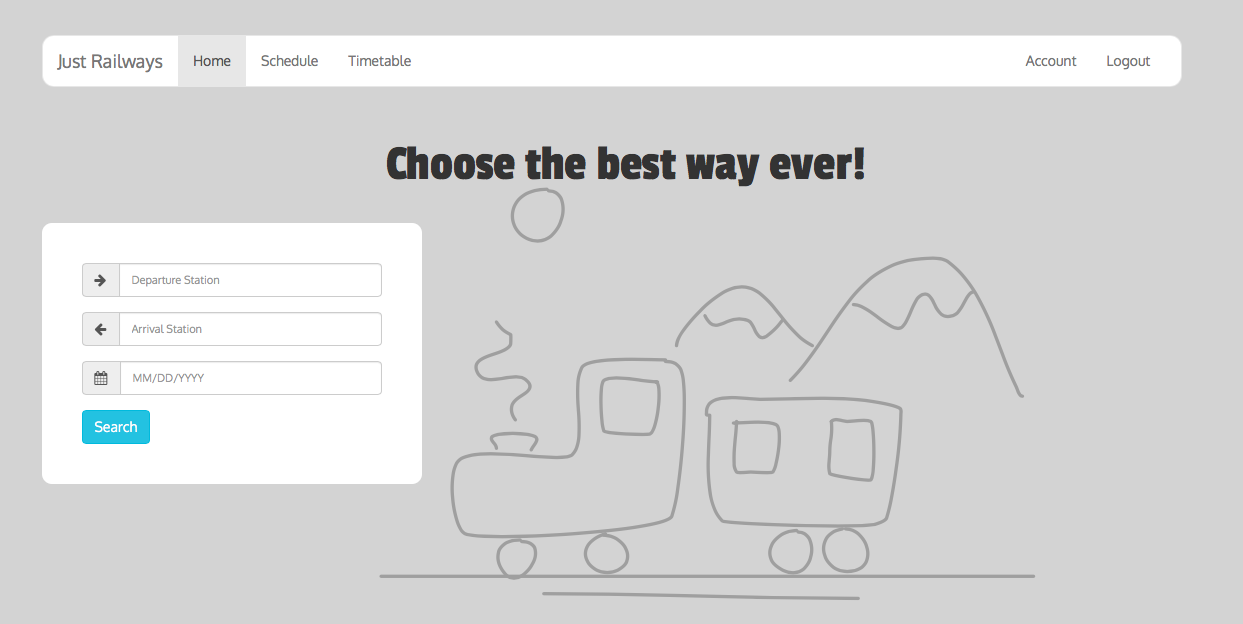 Just Railways Home Schedule Timetable Account Logout
Choose the best way ever!
Departure Station
Arrival Station
MM/DD/YYYY
Search